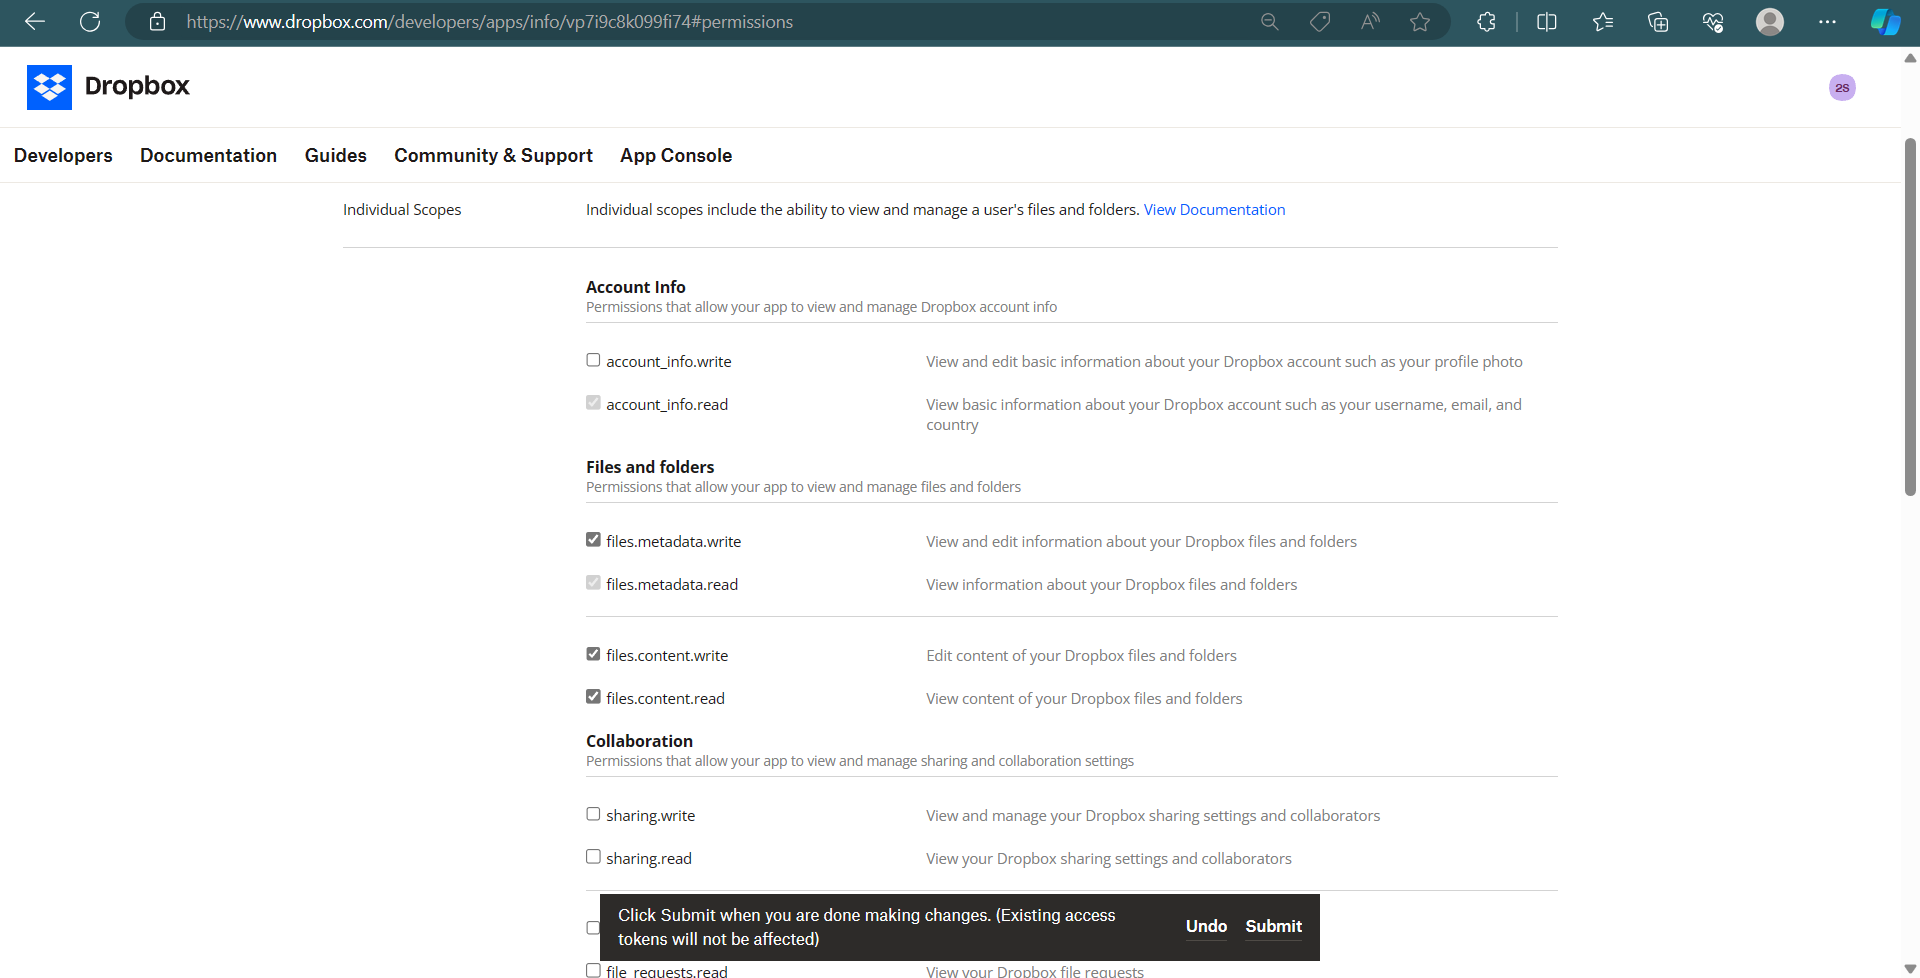 https://www.dropbox.com/developers/apps/info/vp7i9c8k099fi74#permissions
Dropbox
2S
Developers Documentation Guides Community & Support App Console
Individual Scopes Individual scopes include the ability to view and manage a user's files and folders. View Documentation
Account Info
Permissions that allow your app to view and manage Dropbox account info
account_info.write View and edit basic information about your Dropbox account such as your profile photo
account_info.read View basic information about your Dropbox account such as your username, email, and
country
Files and folders
Permissions that allow your app to view and manage files and folders
files.metadata.write View and edit information about your Dropbox files and folders
files.metadata.read View information about your Dropbox files and folders
files.content.write Edit content of your Dropbox files and folders
files.content.read View content of your Dropbox files and folders
Collaboration
Permissions that allow your app to view and manage sharing and collaboration settings
sharing.write View and manage your Dropbox sharing settings and collaborators
sharing.read View your Dropbox sharing settings and collaborators
Click Submit when you are done making changes. (Existing access
tokens will not be affected)
Undo Submit
file_requests.read View your Dropbox file requests